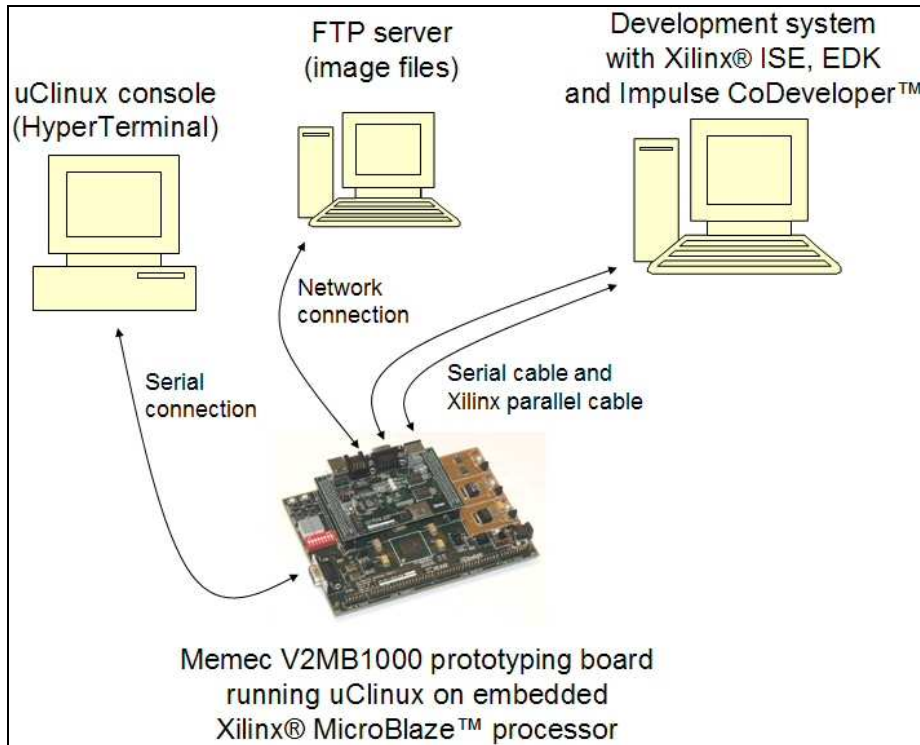 FTP server
(image files)
Development system
with Xilinx® ISE, EDK
and Impulse CoDeveloper™
uClinux console
(HyperTerminal)
Network
connection
Serial
connection
Serial cable and
Xilinx parallel cable
Memec V2MB1000 prototyping board
running uClinux on embedded
Xilinx® MicroBlaze™ processor